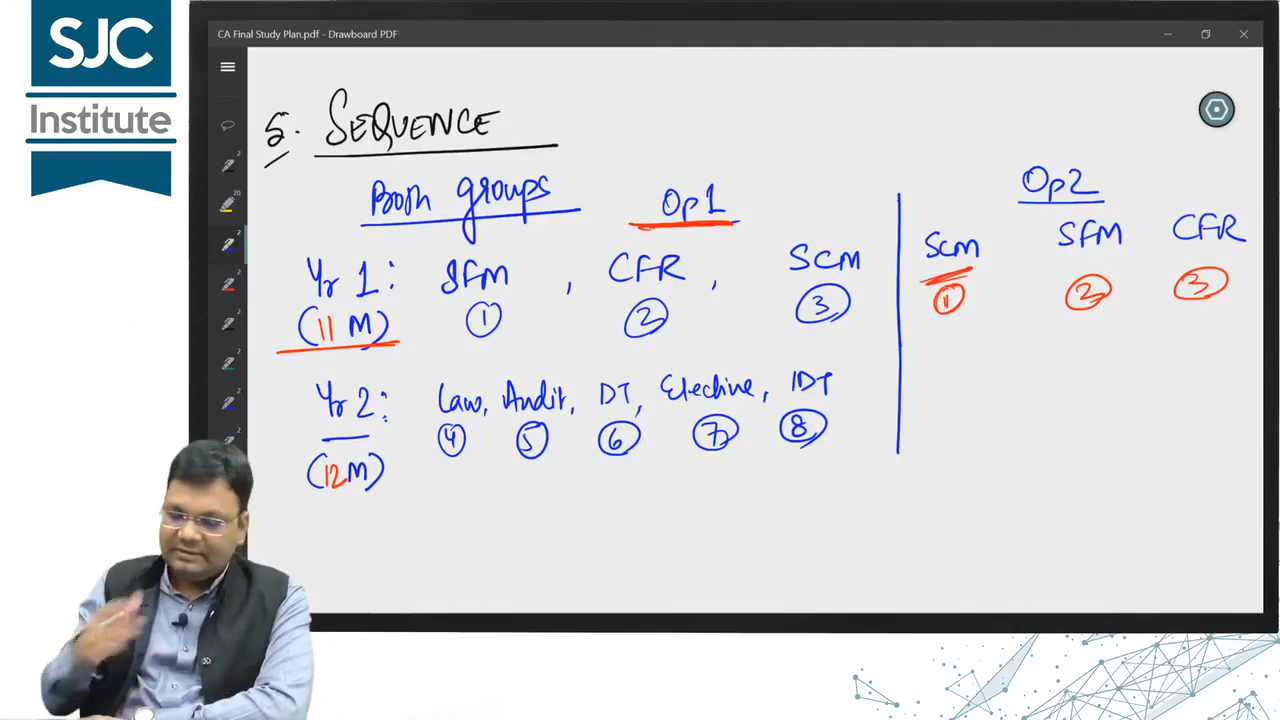 SJC
Institute
CA Final Study Plan.pdf - Drawboard PDF
5. SEQUENCE
Both groups Op1
Yr 1: SFM, CFR, SCM
(11 M) 1 2 3
Yr 2: Law, Audit, DT, Elective, IDT
(12M) 4 5 6 7 8
Op2
SCM SFM CFR
1 2 3